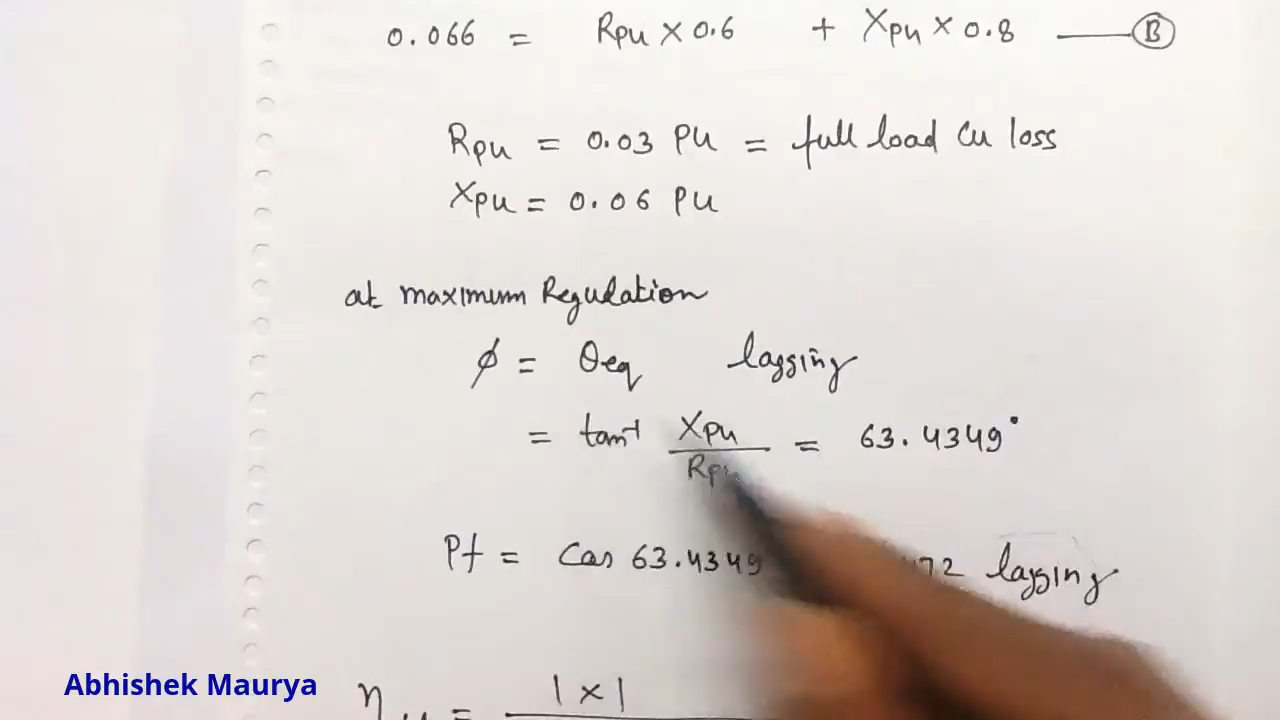 0.066 = Rpu × 0.6 + Xpu × 0.8 —— Ⓑ
Rpu = 0.03 PU = full load Cu loss
Xpu = 0.06 PU
at maximum Regulation
ϕ = θeq lagging
= tan⁻¹ Xpu / Rpu = 63.4349°
Pf = Cos 63.4349 72 lagging
η = 1 × 1
Abhishek Maurya